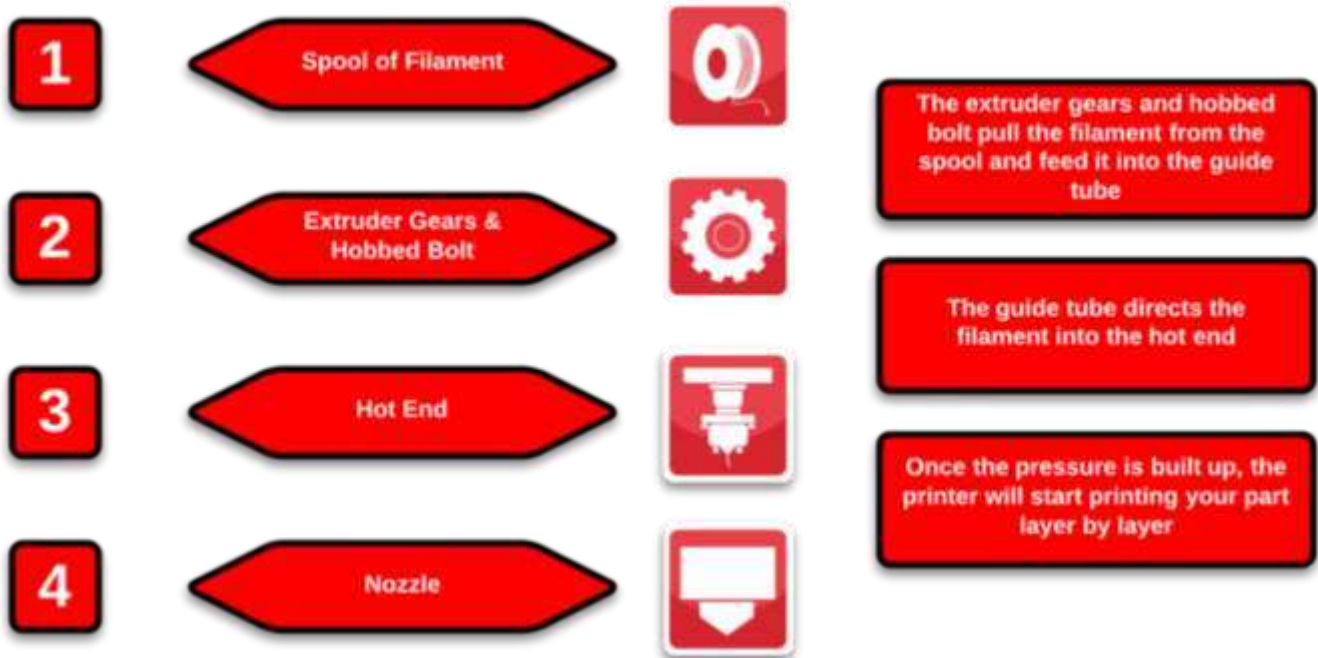 1
Spool of Filament
The extruder gears and hobbed
bolt pull the filament from the
spool and feed it into the guide
tube
2
Extruder Gears &
Hobbed Bolt
The guide tube directs the
filament into the hot end
3
Hot End
Once the pressure is built up, the
printer will start printing your part
layer by layer
4
Nozzle